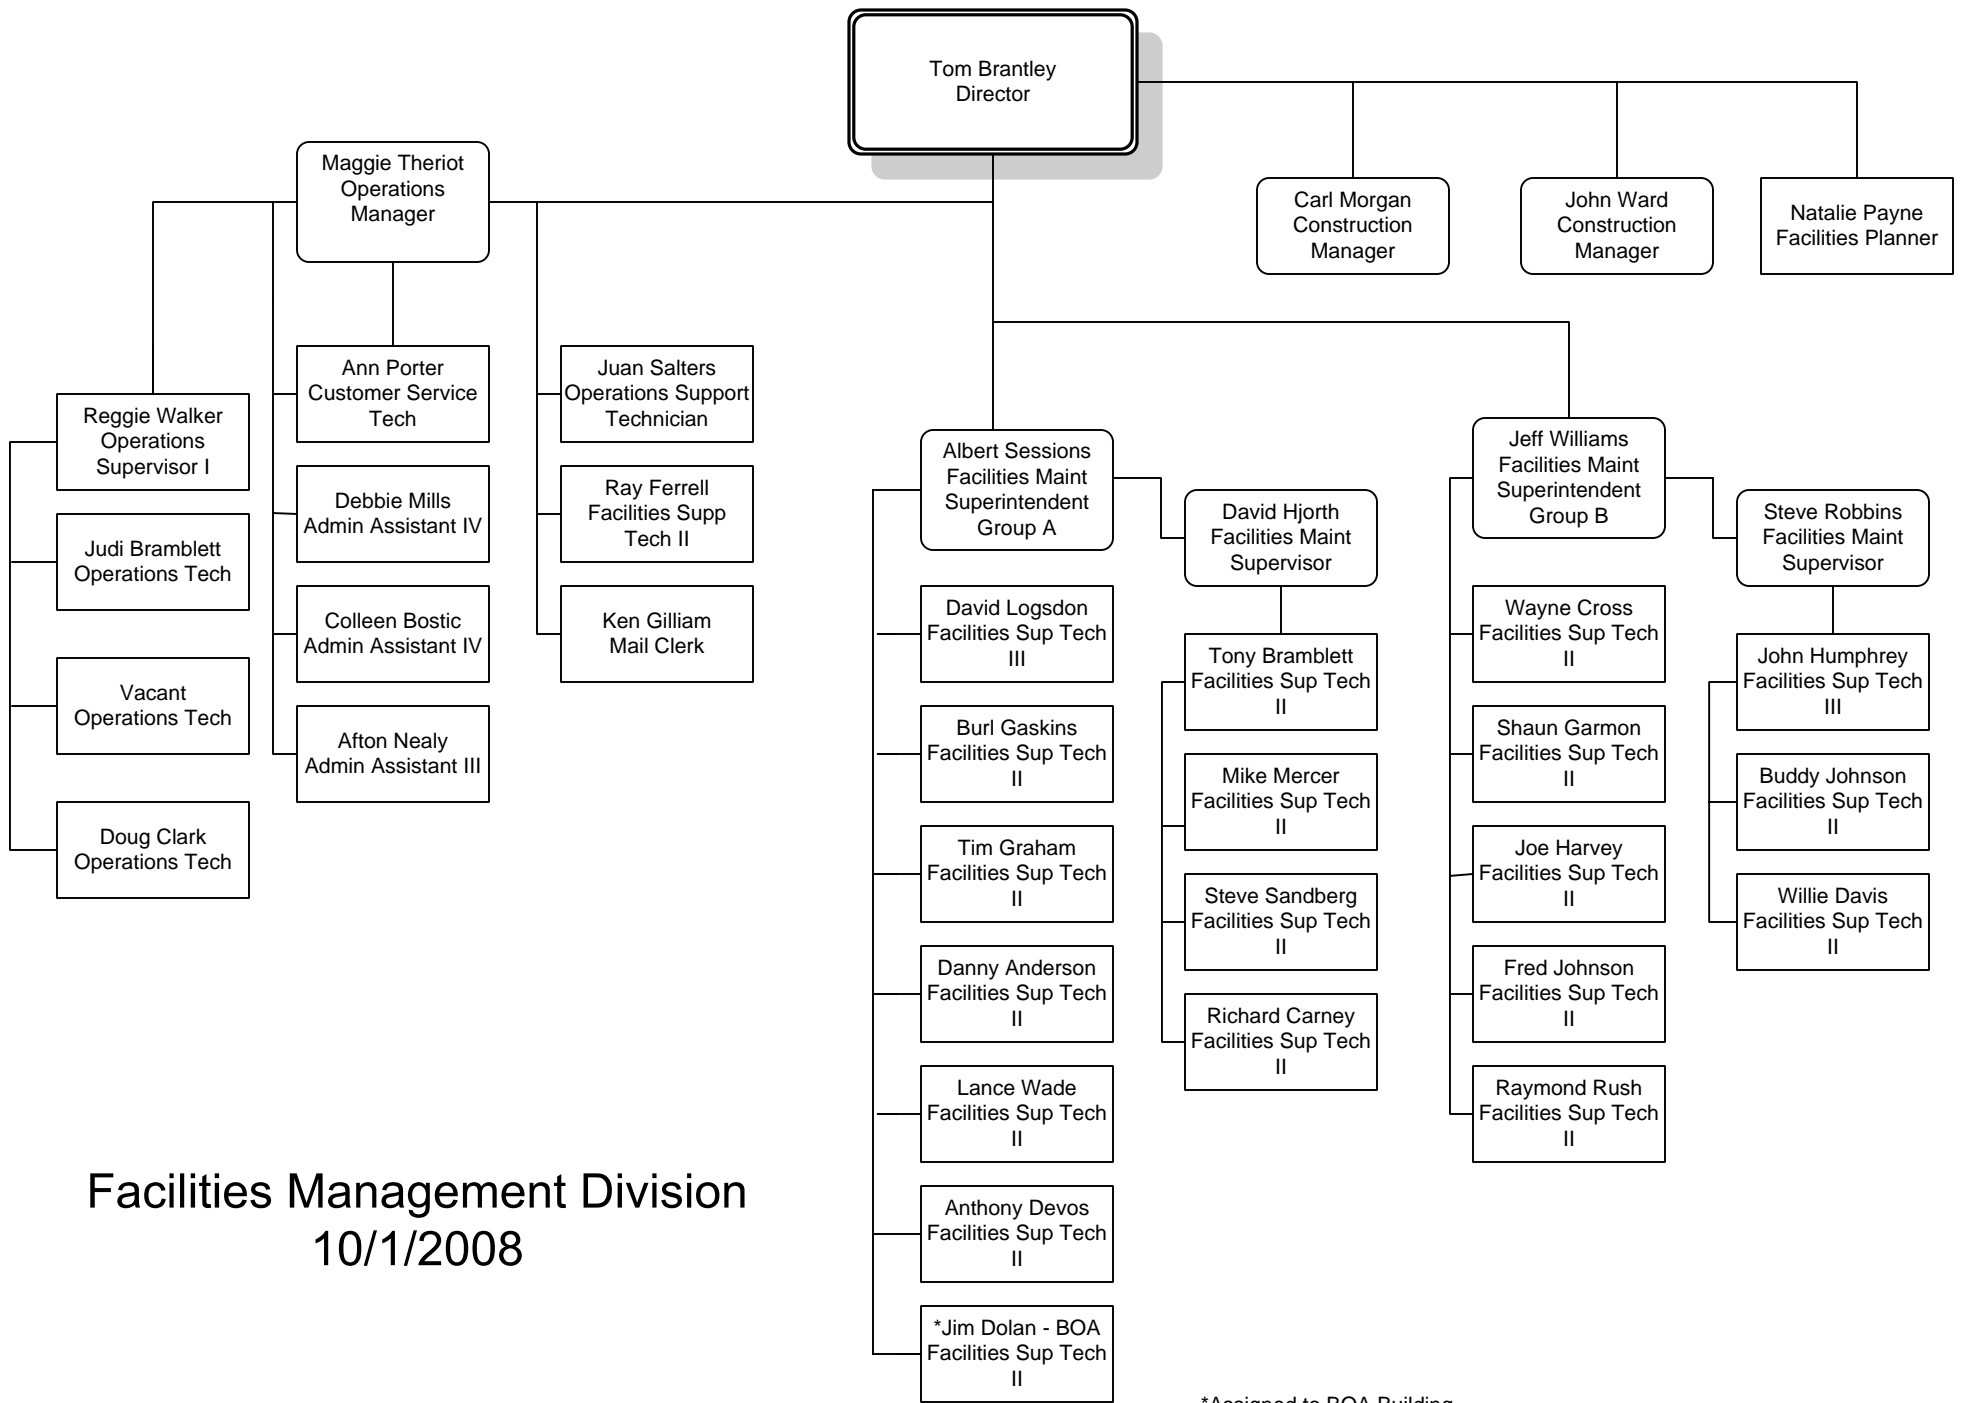 Tom Brantley
Director
Maggie Theriot
Operations
Manager
Carl Morgan
Construction
Manager
John Ward
Construction
Manager
Natalie Payne
Facilities Planner
Reggie Walker
Operations
Supervisor I
Judi Bramblett
Operations Tech
Vacant
Operations Tech
Doug Clark
Operations Tech
Ann Porter
Customer Service
Tech
Debbie Mills
Admin Assistant IV
Colleen Bostic
Admin Assistant IV
Afton Nealy
Admin Assistant III
Juan Salters
Operations Support
Technician
Ray Ferrell
Facilities Supp
Tech II
Ken Gilliam
Mail Clerk
Albert Sessions
Facilities Maint
Superintendent
Group A
David Logsdon
Facilities Sup Tech
III
Burl Gaskins
Facilities Sup Tech
II
Tim Graham
Facilities Sup Tech
II
Danny Anderson
Facilities Sup Tech
II
Lance Wade
Facilities Sup Tech
II
Anthony Devos
Facilities Sup Tech
II
*Jim Dolan - BOA
Facilities Sup Tech
II
David Hjorth
Facilities Maint
Supervisor
Tony Bramblett
Facilities Sup Tech
II
Mike Mercer
Facilities Sup Tech
II
Steve Sandberg
Facilities Sup Tech
II
Richard Carney
Facilities Sup Tech
II
Jeff Williams
Facilities Maint
Superintendent
Group B
Wayne Cross
Facilities Sup Tech
II
Shaun Garmon
Facilities Sup Tech
II
Joe Harvey
Facilities Sup Tech
II
Fred Johnson
Facilities Sup Tech
II
Raymond Rush
Facilities Sup Tech
II
Steve Robbins
Facilities Maint
Supervisor
John Humphrey
Facilities Sup Tech
III
Buddy Johnson
Facilities Sup Tech
II
Willie Davis
Facilities Sup Tech
II
Facilities Management Division
10/1/2008
*Assigned to BOA Building